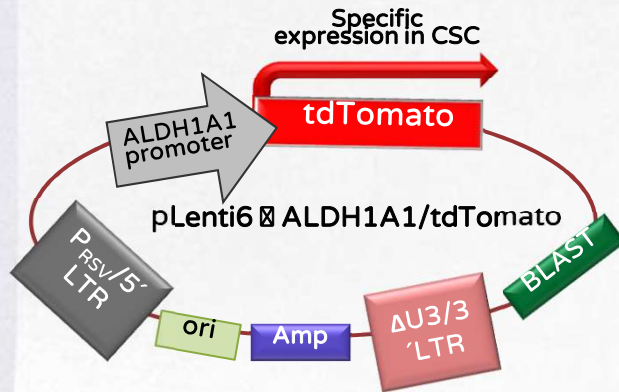 Specific
expression in CSC
tdTomato
ALDH1A1
promoter
pLenti6 ALDH1A1/tdTomato
BLAST
PRSV/5′
LTR
ori
Amp
ΔU3/3
′LTR